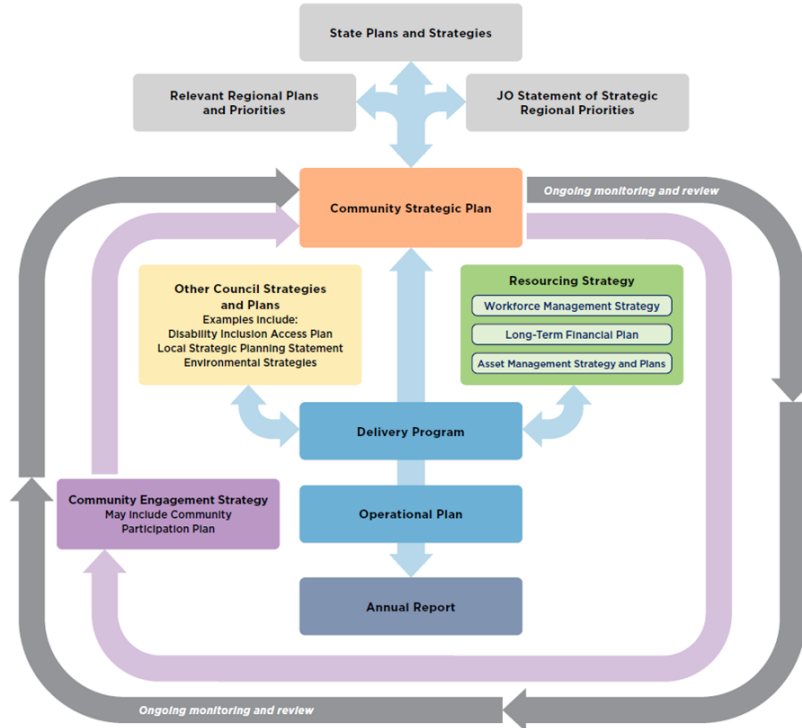 State Plans and Strategies
Relevant Regional Plans
and Priorities
JO Statement of Strategic
Regional Priorities
Community Strategic Plan
Ongoing monitoring and review
Other Council Strategies
and Plans
Examples include:
Disability Inclusion Access Plan
Local Strategic Planning Statement
Environmental Strategies
Resourcing Strategy
Workforce Management Strategy
Long-Term Financial Plan
Asset Management Strategy and Plans
Delivery Program
Community Engagement Strategy
May include Community
Participation Plan
Operational Plan
Annual Report
Ongoing monitoring and review